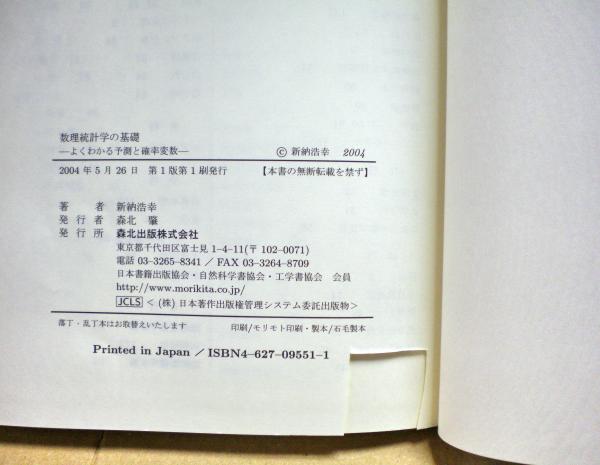 数理統計学の基礎
―よくわかる予測と確率変数―
© 新納浩幸 2004
2004年5月26日 第1版第1刷発行 【本書の無断転載を禁ず】
著者 新納浩幸
発行者 森北 肇
発行所 森北出版株式会社
東京都千代田区富士見1-4-11(〒102-0071)
電話 03-3265-8341/FAX 03-3264-8709
日本書籍出版協会・自然科学書協会・工学書協会 会員
http://www.morikita.co.jp/
JCLS <(株)日本著作出版権管理システム委託出版物>
落丁・乱丁本はお取替えいたします 印刷/モリモト印刷・製本/石毛製本
Printed in Japan/ISBN4-627-09551-1